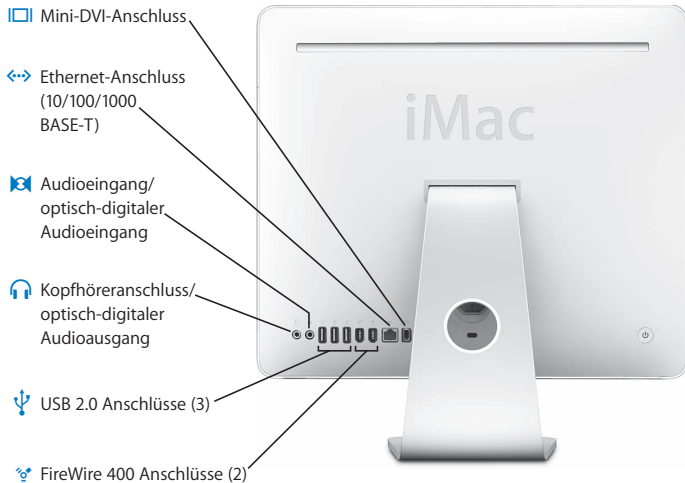 Mini-DVI-Anschluss
Ethernet-Anschluss
(10/100/1000
BASE-T)
iMac
Audioeingang/
optisch-digitaler
Audioeingang
Kopfhöreranschluss/
optisch-digitaler
Audioausgang
USB 2.0 Anschlüsse (3)
FireWire 400 Anschlüsse (2)